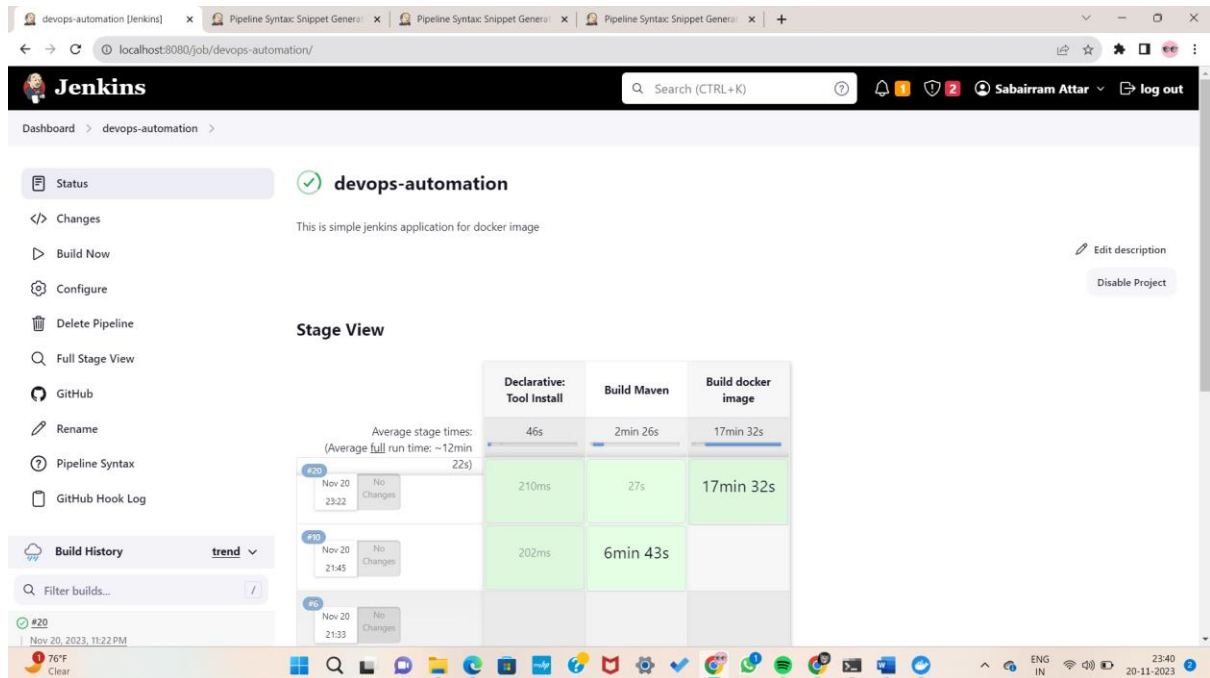 devops-automation [Jenkins]
Pipeline Syntax: Snippet Generat
Pipeline Syntax: Snippet Generat
Pipeline Syntax: Snippet General
localhost:8080/job/devops-automation/
Jenkins
Search (CTRL+K)
1
2
Sabairram Attar
log out
Dashboard > devops-automation >
Status
Changes
Build Now
Configure
Delete Pipeline
Full Stage View
GitHub
Rename
Pipeline Syntax
GitHub Hook Log
Build History
trend
Filter builds...
/
#20
Nov 20, 2023, 11:22 PM
devops-automation
This is simple jenkins application for docker image
Edit description
Disable Project
Stage View
Declarative:
Tool Install
Build Maven
Build docker
image
Average stage times:
(Average full run time: ~12min
22s)
46s
2min 26s
17min 32s
#20
Nov 20
23:22
No
Changes
210ms
27s
17min 32s
#10
Nov 20
21:45
No
Changes
202ms
6min 43s
#6
Nov 20
21:33
No
Changes
1
76°F
Clear
ENG
IN
23:40
20-11-2023
2